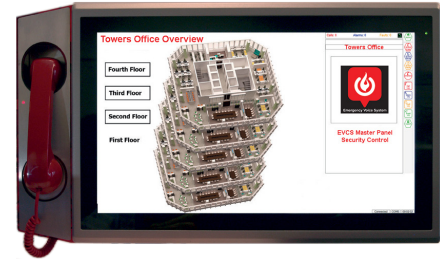 Towers Office Overview
Fourth Floor
Third Floor
Second Floor
First Floor
Towers Office
Emergency Voice System
EVCS Master Panel
Security Control